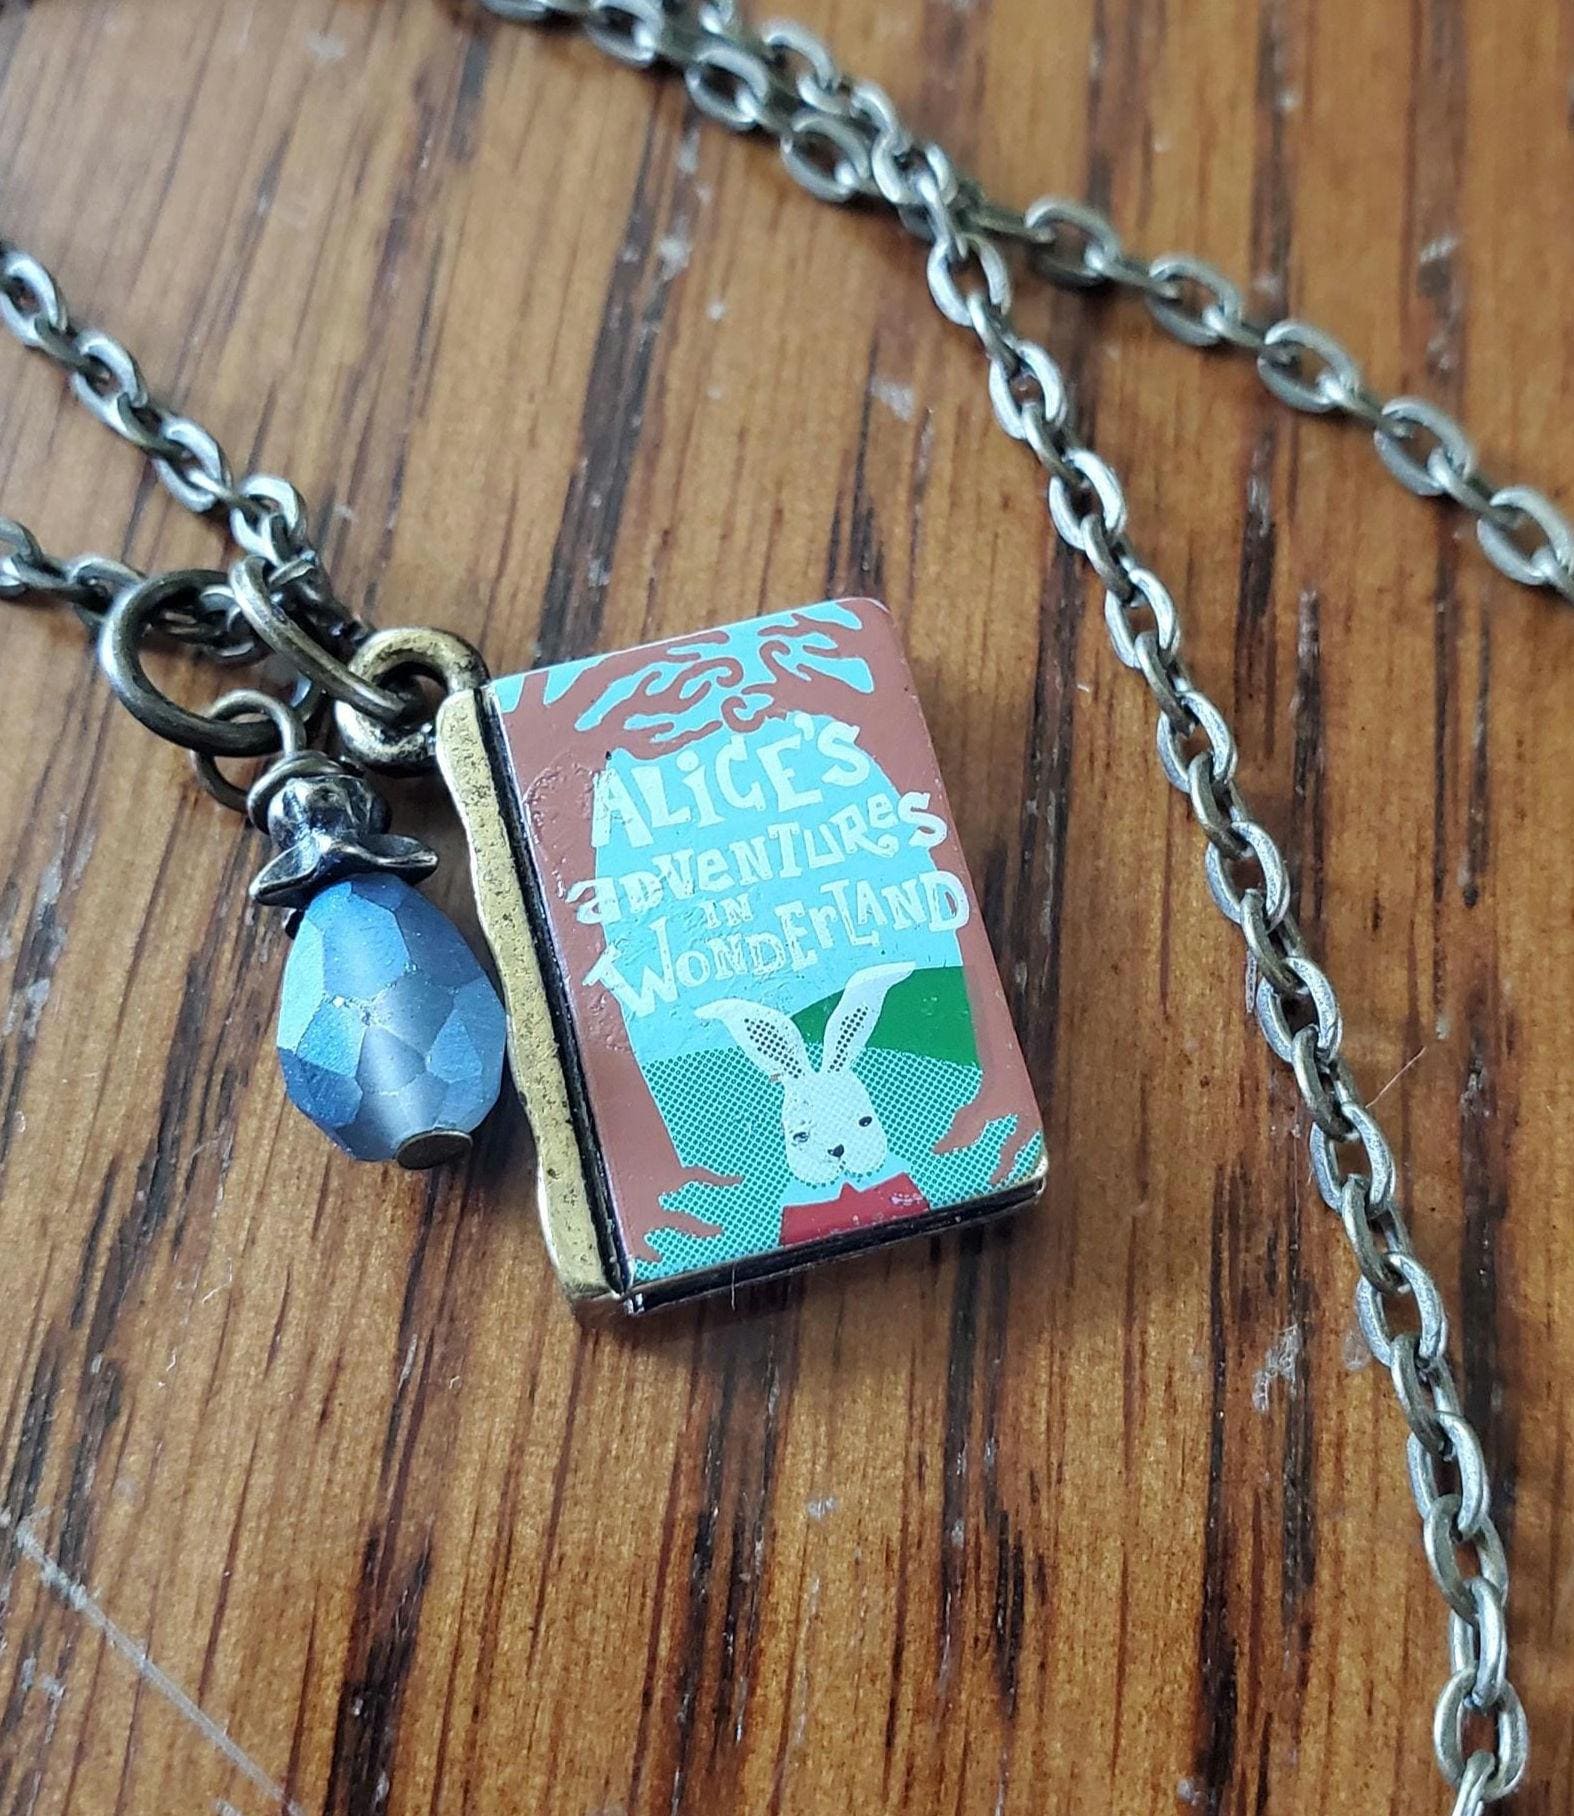 ALiCE'S
aDVeNTUReS
IN
WONDErLAND